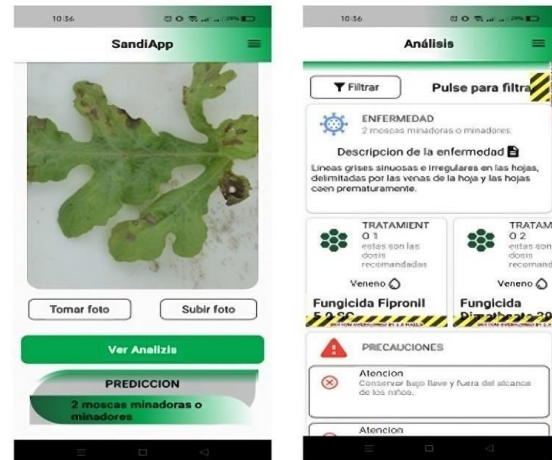 10:56
SandiApp
Tomar foto
Subir foto
Ver Analizis
PREDICCION
2 moscas minadoras o
minadores
10:56
Análisis
Filtrar
Pulse para filtra
ENFERMEDAD
2 moscas minadoras o minadores
Descripcion de la enfermedad
Lineas grises sinuosas e irregulares en las hojas,
delimitadas por las venas de la hoja y las hojas
caen prematuramente.
TRATAMIENT
O 1
estas son las
dosis
recomendadas
Veneno
Fungicida Fipronil
5.0 SC
TRATAM
O 2
estas son
dosis
recomend
Veneno
Fungicida
PRECAUCIONES
Atencion
Conservar bajo llave y fuera del alcance
de los niños.
Atencion